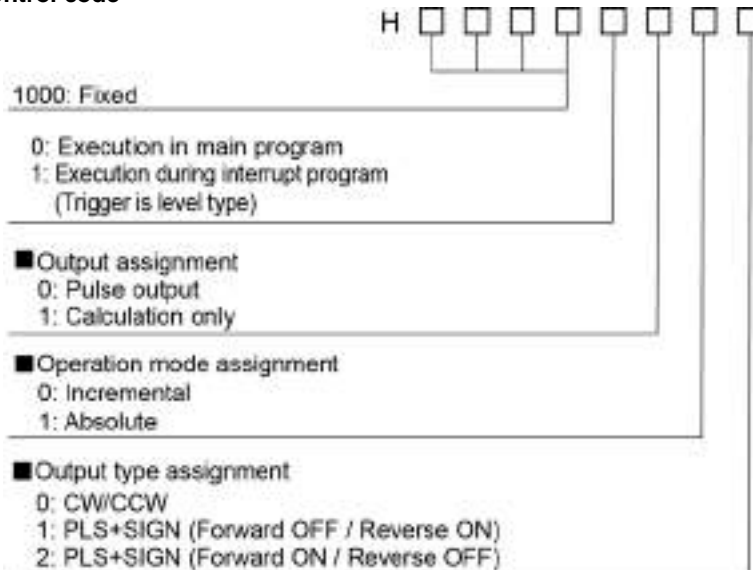 H □ □ □ □ □ □ □ □
1000: Fixed
0: Execution in main program
1: Execution during interrupt program
(Trigger is level type)
■Output assignment
0: Pulse output
1: Calculation only
■Operation mode assignment
0: Incremental
1: Absolute
■Output type assignment
0: CW/CCW
1: PLS+SIGN (Forward OFF / Reverse ON)
2: PLS+SIGN (Forward ON / Reverse OFF)